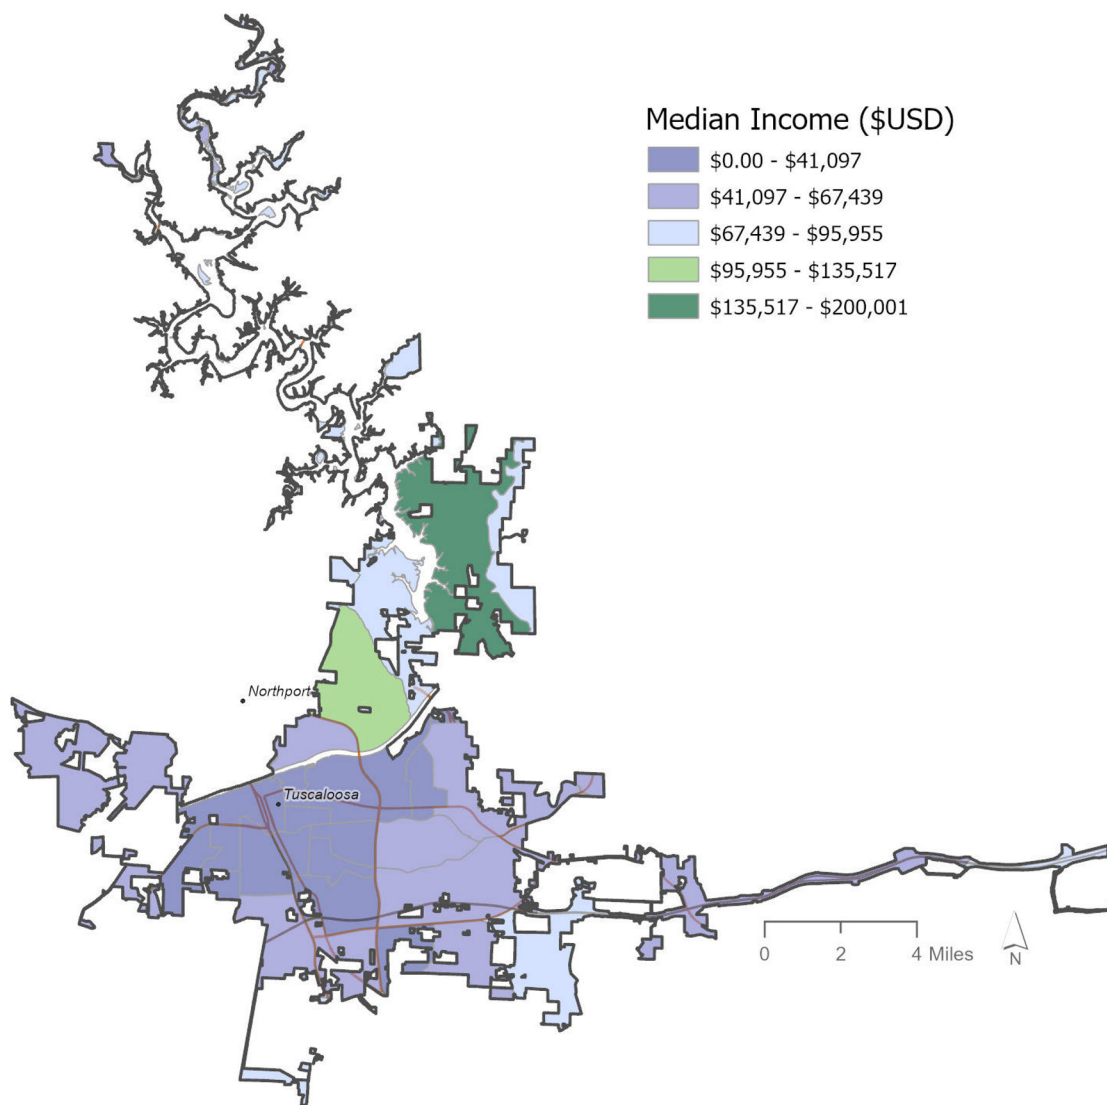 Median Income ($USD)
$0.00 - $41,097
$41,097 - $67,439
$67,439 - $95,955
$95,955 - $135,517
$135,517 - $200,001
Northport
Tuscaloosa
0 2 4 Miles
N